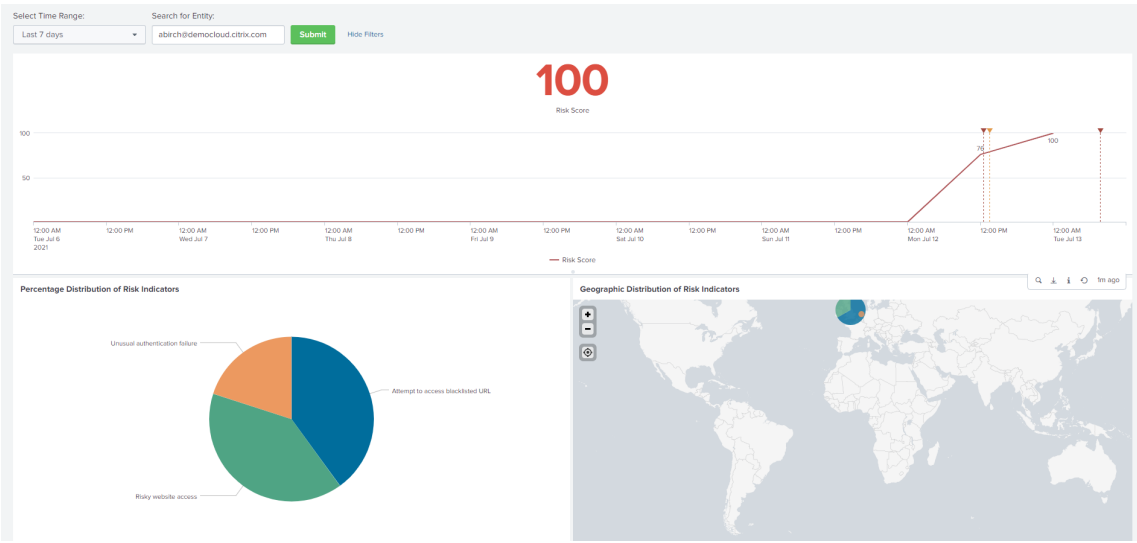 Select Time Range:
Search for Entity:
Last 7 days
abirch@democloud.citrix.com
Submit
Hide Filters
100
Risk Score
100
50
76
100
12:00 AM
Tue Jul 6
2021
12:00 PM
12:00 AM
Wed Jul 7
12:00 PM
12:00 AM
Thu Jul 8
12:00 PM
12:00 AM
Fri Jul 9
12:00 PM
12:00 AM
Sat Jul 10
12:00 PM
12:00 AM
Sun Jul 11
12:00 PM
12:00 AM
Mon Jul 12
12:00 PM
12:00 AM
Tue Jul 13
Risk Score
1m ago
Percentage Distribution of Risk Indicators
Unusual authentication failure
Attempt to access blacklisted URL
Risky website access
Geographic Distribution of Risk Indicators
+
-